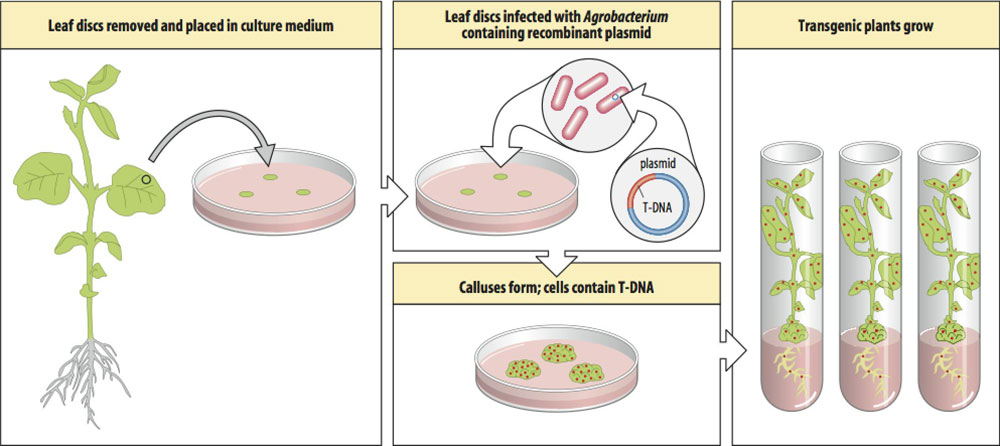 Leaf discs removed and placed in culture medium
Leaf discs infected with Agrobacterium
containing recombinant plasmid
plasmid
T-DNA
Calluses form; cells contain T-DNA
Transgenic plants grow